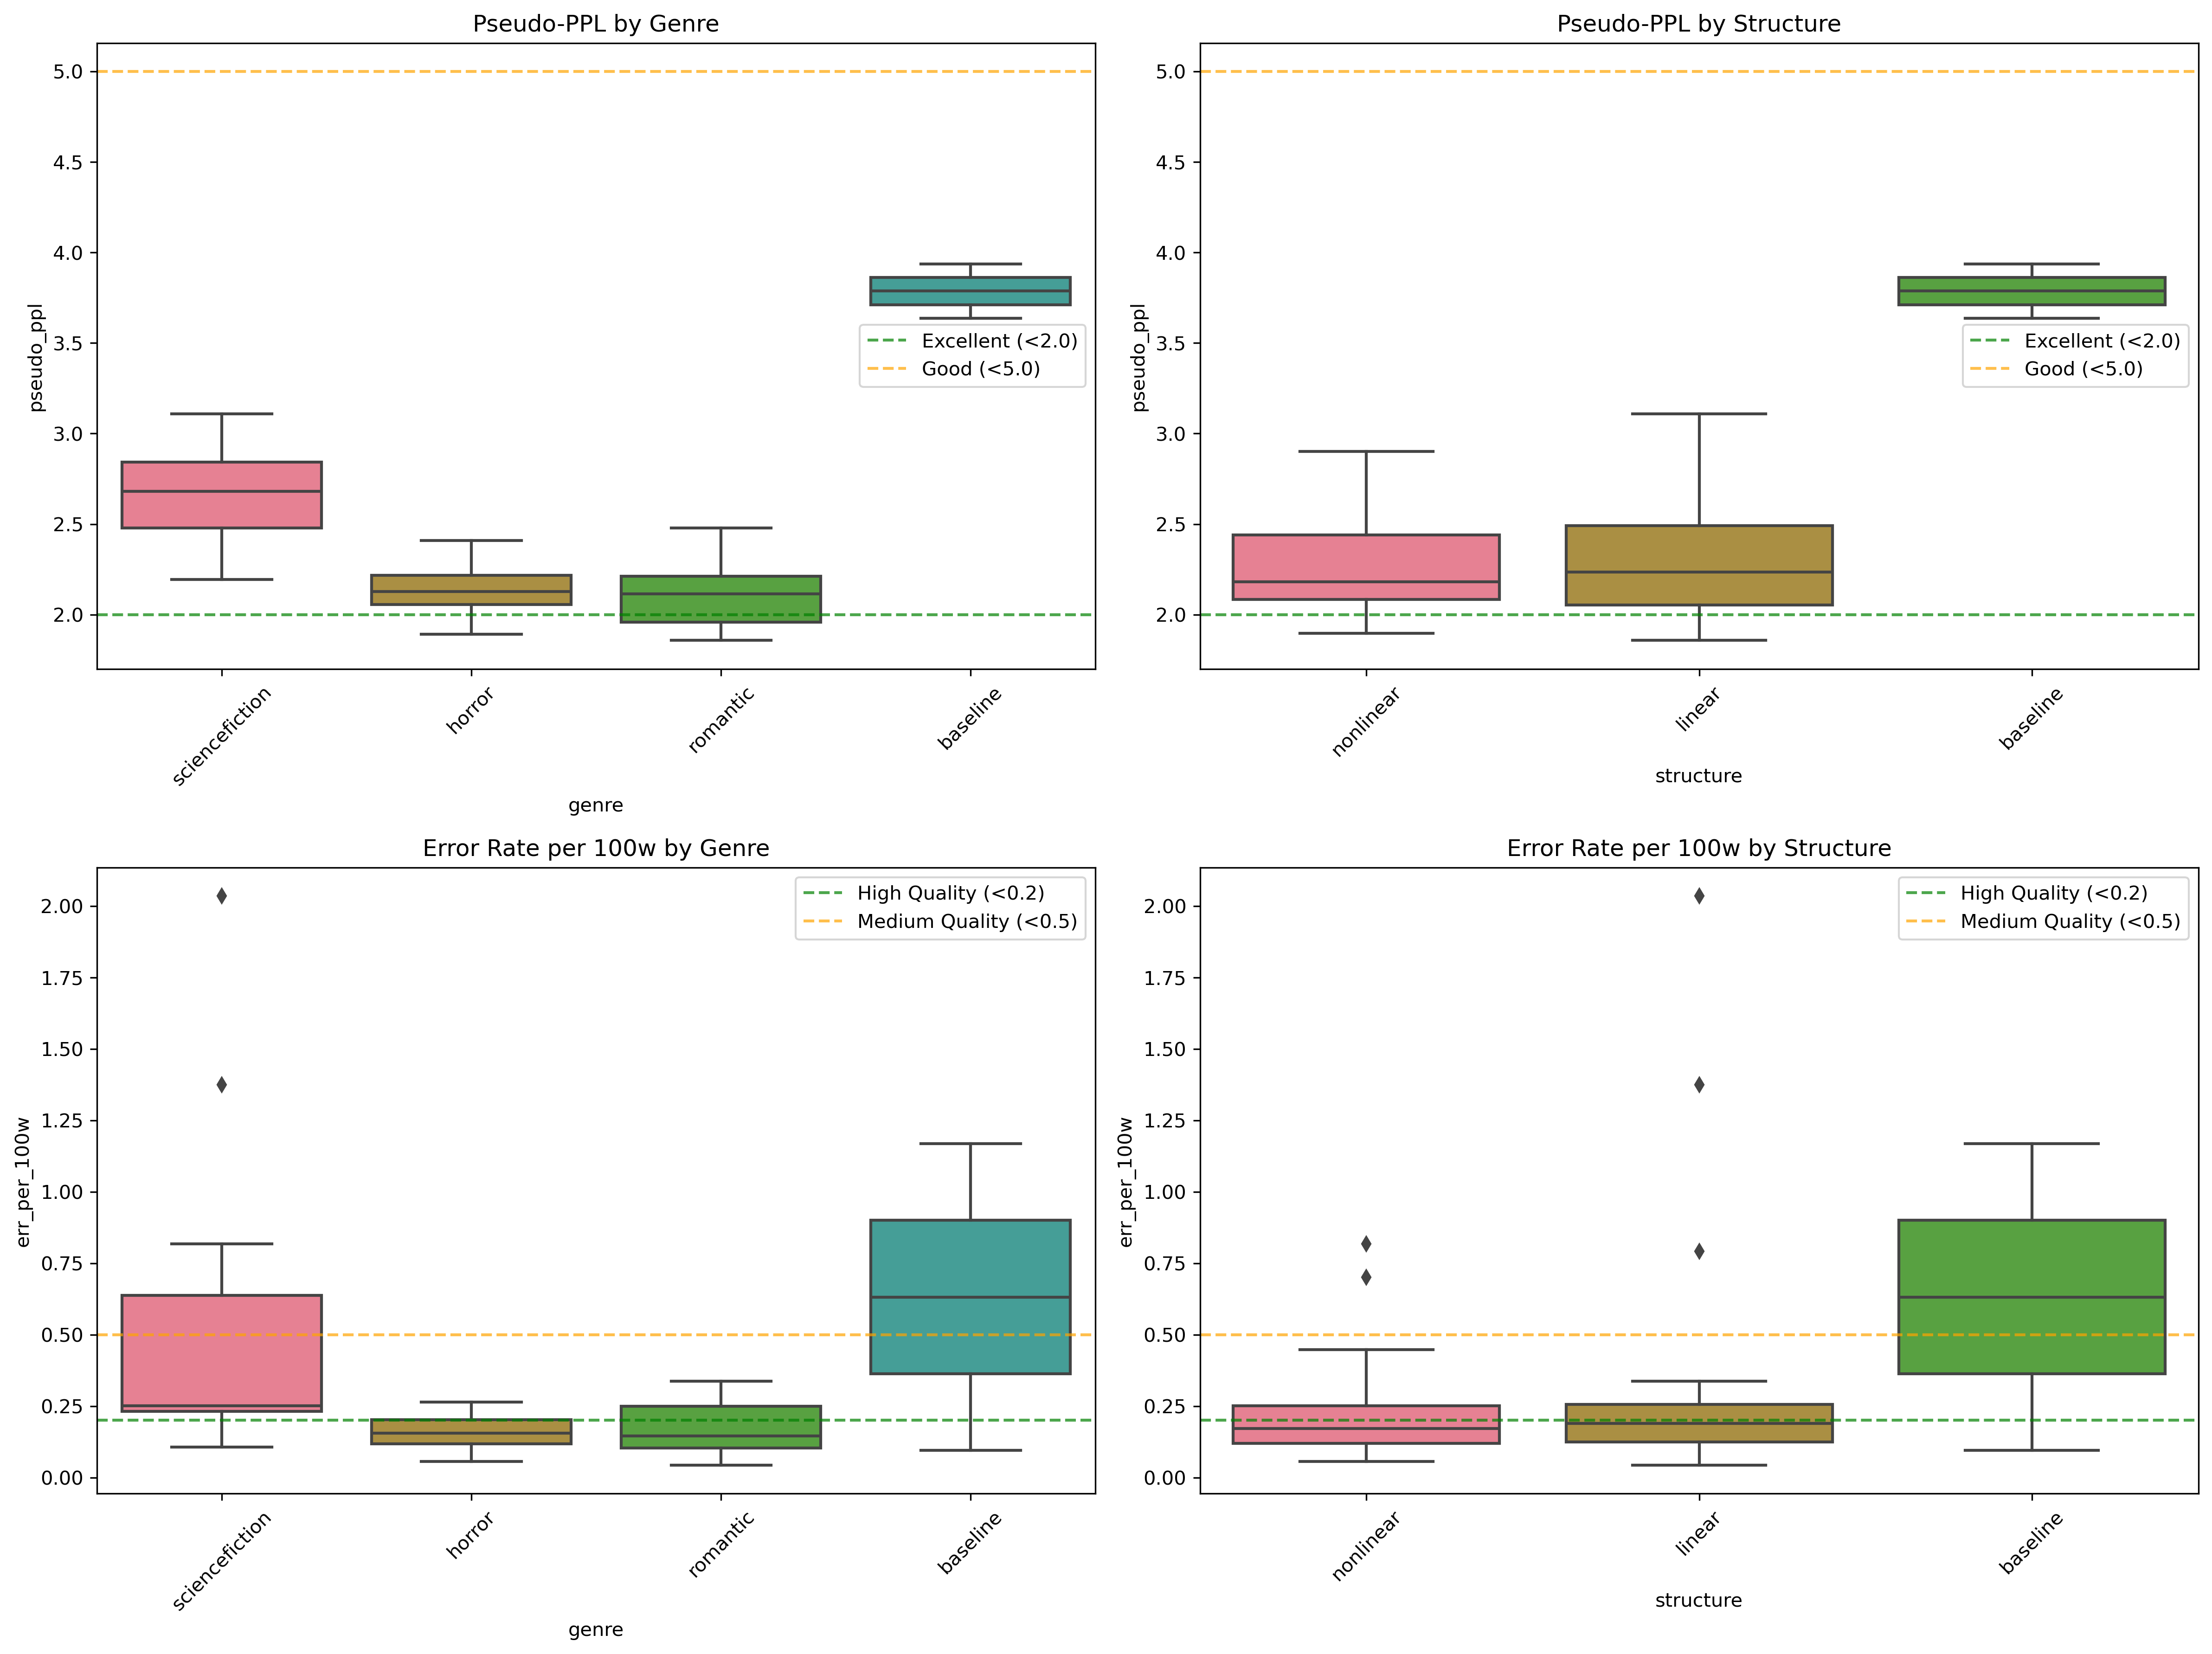 Pseudo-PPL by Genre
5.0
4.5
4.0
3.5
3.0
2.5
2.0
pseudo_ppl
Excellent (<2.0)
Good (<5.0)
sciencefiction
horror
romantic
baseline
genre
Pseudo-PPL by Structure
5.0
4.5
4.0
3.5
3.0
2.5
2.0
pseudo_ppl
Excellent (<2.0)
Good (<5.0)
nonlinear
linear
baseline
structure
Error Rate per 100w by Genre
2.00
1.75
1.50
1.25
1.00
0.75
0.50
0.25
0.00
err_per_100w
High Quality (<0.2)
Medium Quality (<0.5)
sciencefiction
horror
romantic
baseline
genre
Error Rate per 100w by Structure
2.00
1.75
1.50
1.25
1.00
0.75
0.50
0.25
0.00
err_per_100w
High Quality (<0.2)
Medium Quality (<0.5)
nonlinear
linear
baseline
structure